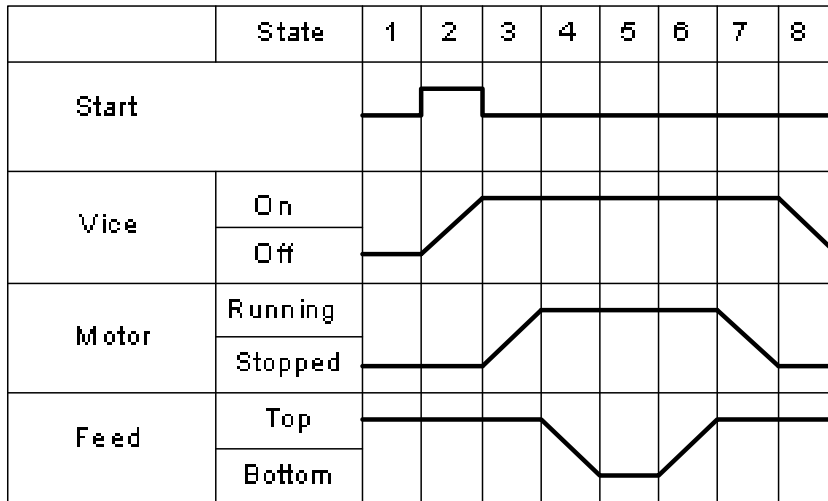 State 1 2 3 4 5 6 7 8
Start
Vice
On
Off
Motor
Running
Stopped
Feed
Top
Bottom